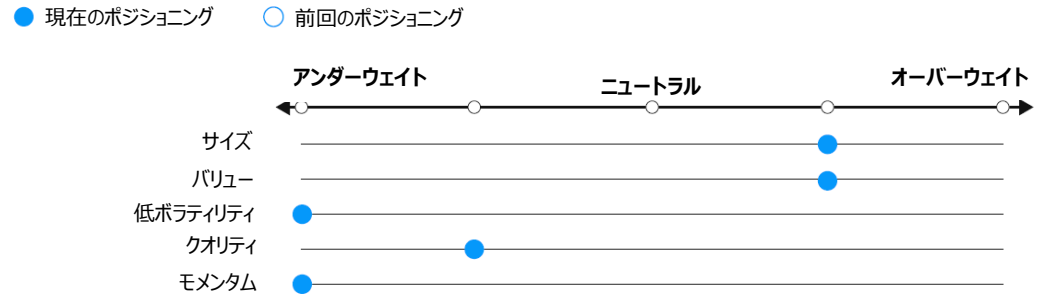 現在のポジショニング 前回のポジショニング
アンダーウェイト ニュートラル オーバーウェイト
サイズ
バリュー
低ボラティリティ
クオリティ
モメンタム